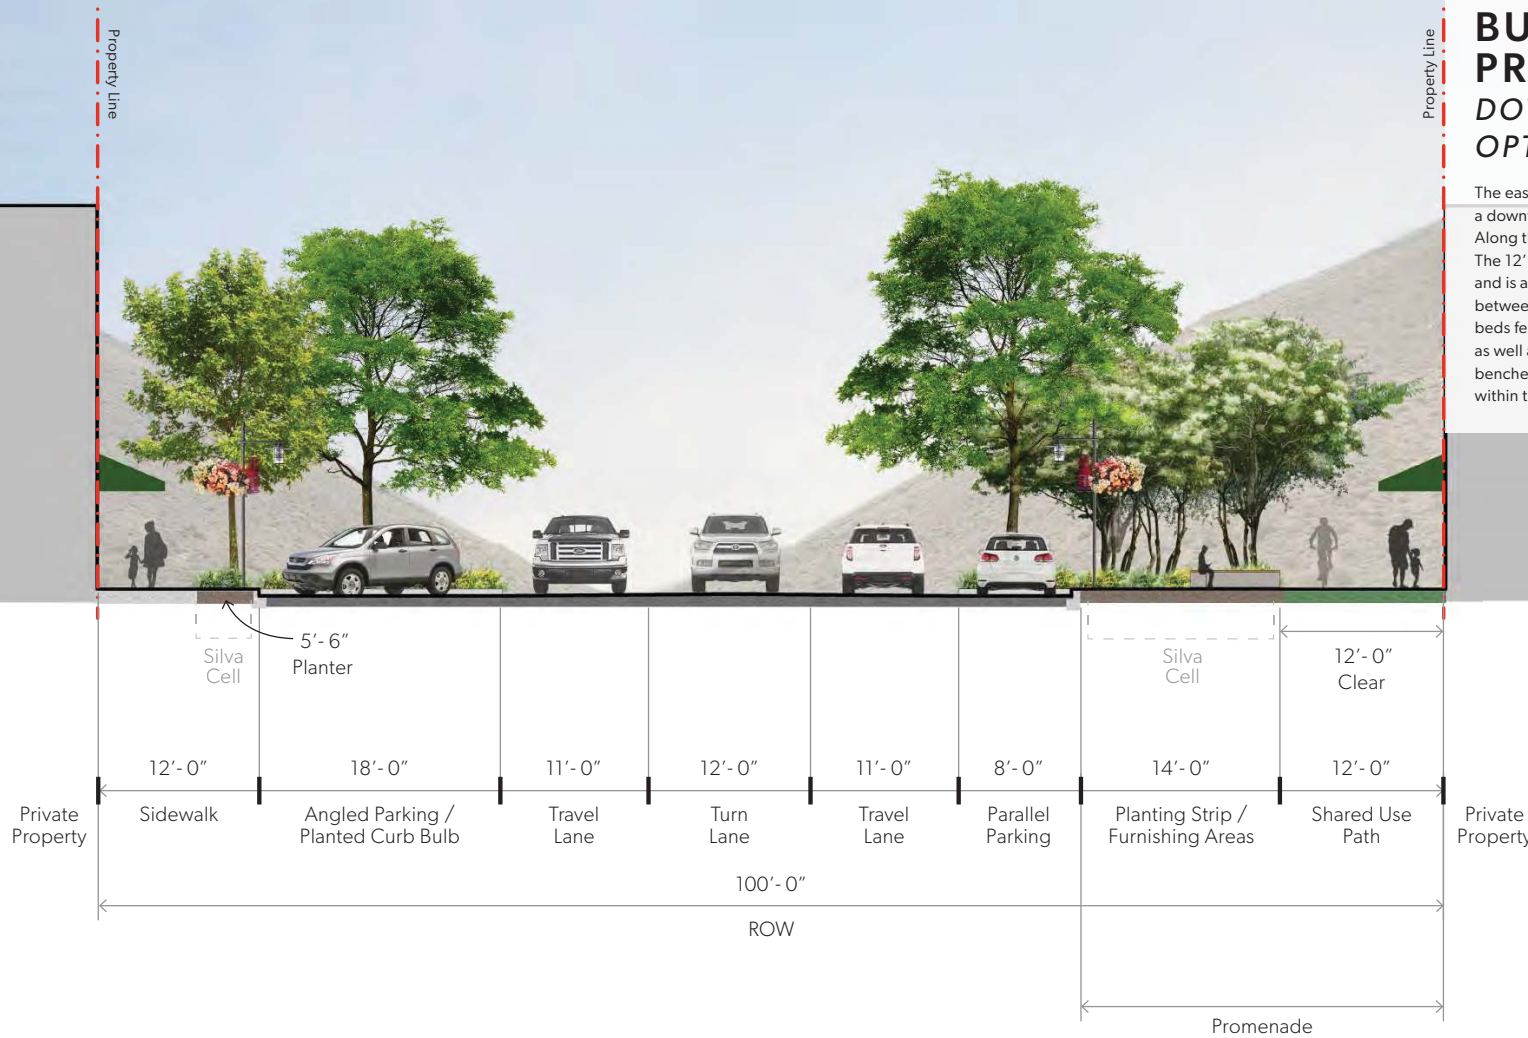 Property Line
Property Line
BU
PR
DO
OPT
The eas
a down
Along t
The 12'
and is a
betwee
beds fe
as well
benche
within t
5'-6"
Planter
Silva
Cell
Silva
Cell
12'-0"
Clear
12'-0"
18'-0"
11'-0"
12'-0"
11'-0"
8'-0"
14'-0"
12'-0"
Private
Property
Sidewalk
Angled Parking /
Planted Curb Bulb
Travel
Lane
Turn
Lane
Travel
Lane
Parallel
Parking
Planting Strip /
Furnishing Areas
Shared Use
Path
Private
Property
100'-0"
ROW
Promenade